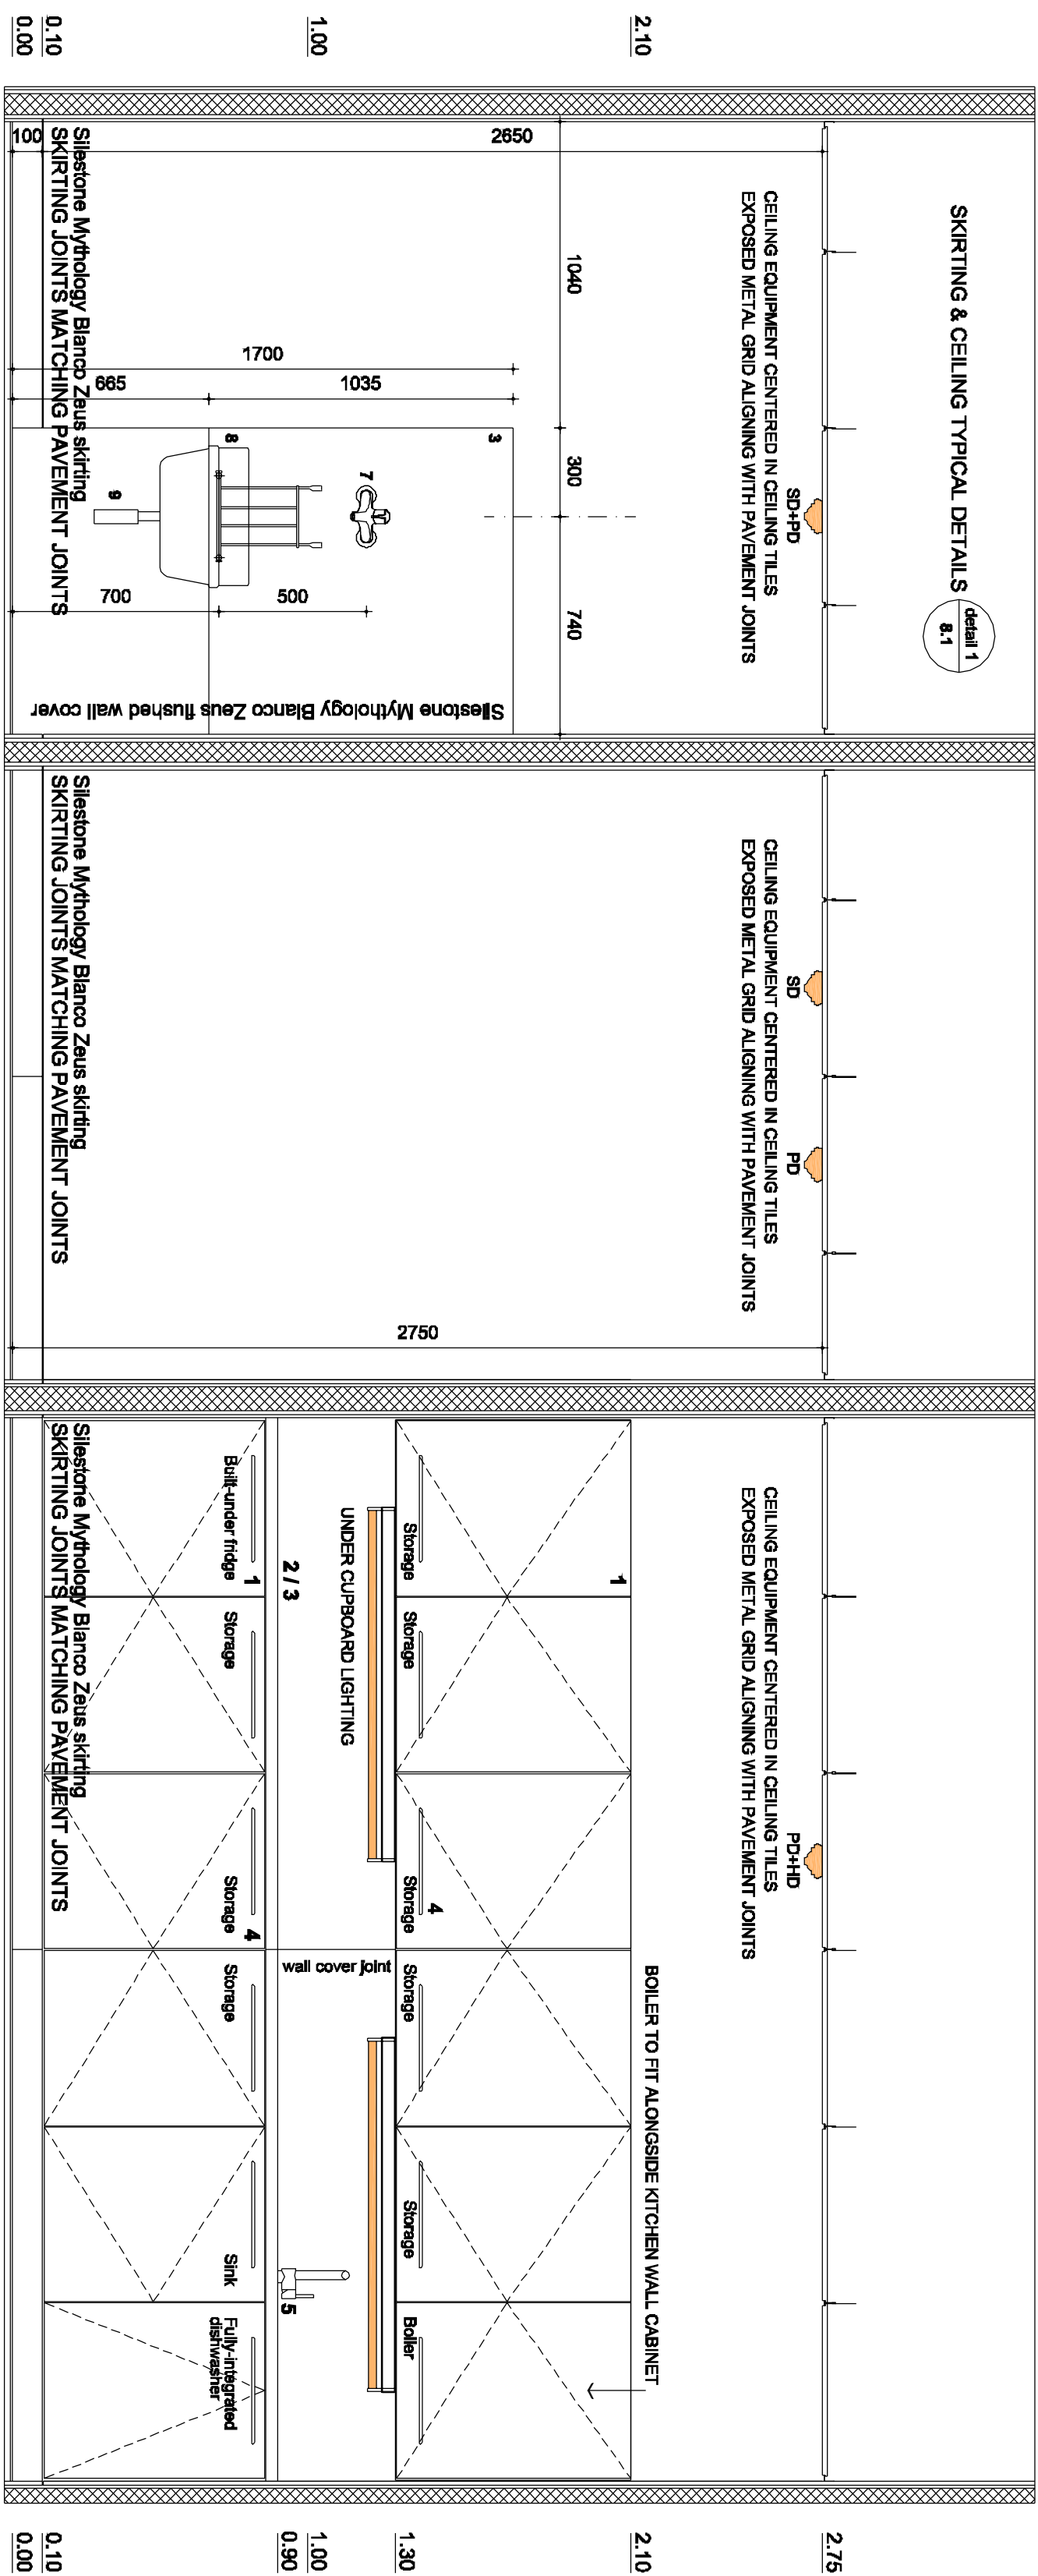 SKIRTING & CEILING TYPICAL DETAILS
detail 1
8.1
2.10
1.00
0.10
0.00
SD+PD
CEILING EQUIPMENT CENTERED IN CEILING TILES
EXPOSED METAL GRID ALIGNING WITH PAVEMENT JOINTS
2650
100
1040
300
740
1700
665
1035
3
7
8
9
700
500
Silestone Mythology Blanco Zeus flushed wall cover
Silestone Mythology Blanco Zeus skirting
SKIRTING JOINTS MATCHING PAVEMENT JOINTS
SD
PD
CEILING EQUIPMENT CENTERED IN CEILING TILES
EXPOSED METAL GRID ALIGNING WITH PAVEMENT JOINTS
2750
Silestone Mythology Blanco Zeus skirting
SKIRTING JOINTS MATCHING PAVEMENT JOINTS
PD+HD
CEILING EQUIPMENT CENTERED IN CEILING TILES
EXPOSED METAL GRID ALIGNING WITH PAVEMENT JOINTS
BOILER TO FIT ALONGSIDE KITCHEN WALL CABINET
1
4
Storage
Storage
Storage
Storage
Storage
Boiler
UNDER CUPBOARD LIGHTING
wall cover joint
2 / 3
5
1
4
Built-under fridge
Storage
Storage
Storage
Sink
Fully-integrated
dishwasher
Silestone Mythology Blanco Zeus skirting
SKIRTING JOINTS MATCHING PAVEMENT JOINTS
2.75
2.10
1.30
1.00
0.90
0.10
0.00